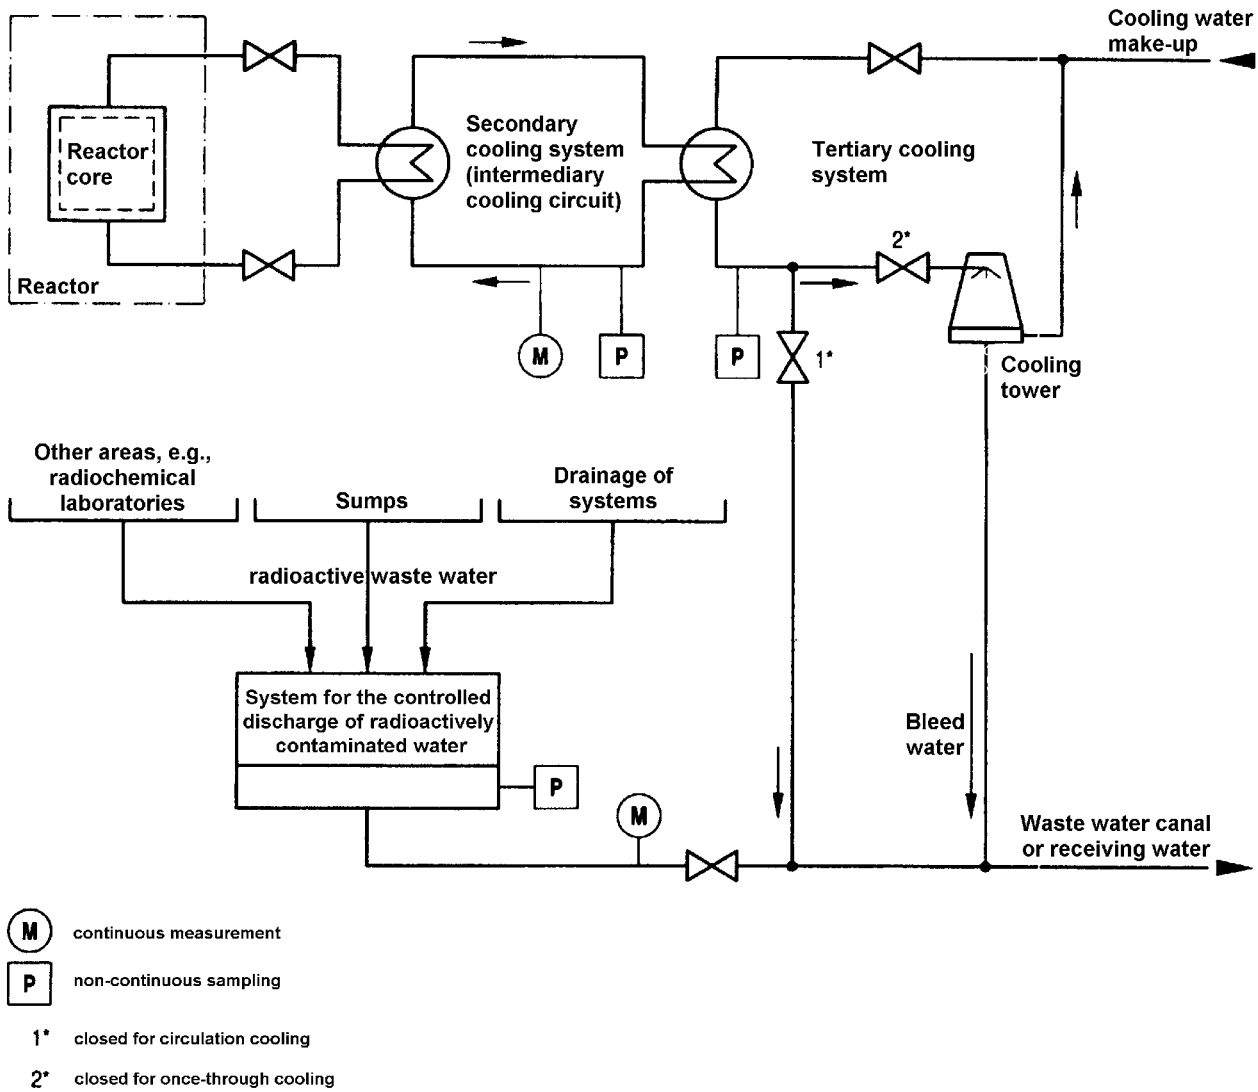 Cooling water
make-up
Reactor
core
Reactor
Secondary
cooling system
(intermediary
cooling circuit)
Tertiary cooling
system
2*
M
P
P
1*
Cooling
tower
Other areas, e.g.,
radiochemical
laboratories
Sumps
Drainage of
systems
radioactive waste water
System for the controlled
discharge of radioactively
contaminated water
P
M
Bleed
water
Waste water canal
or receiving water
M continuous measurement
P non-continuous sampling
1* closed for circulation cooling
2* closed for once-through cooling